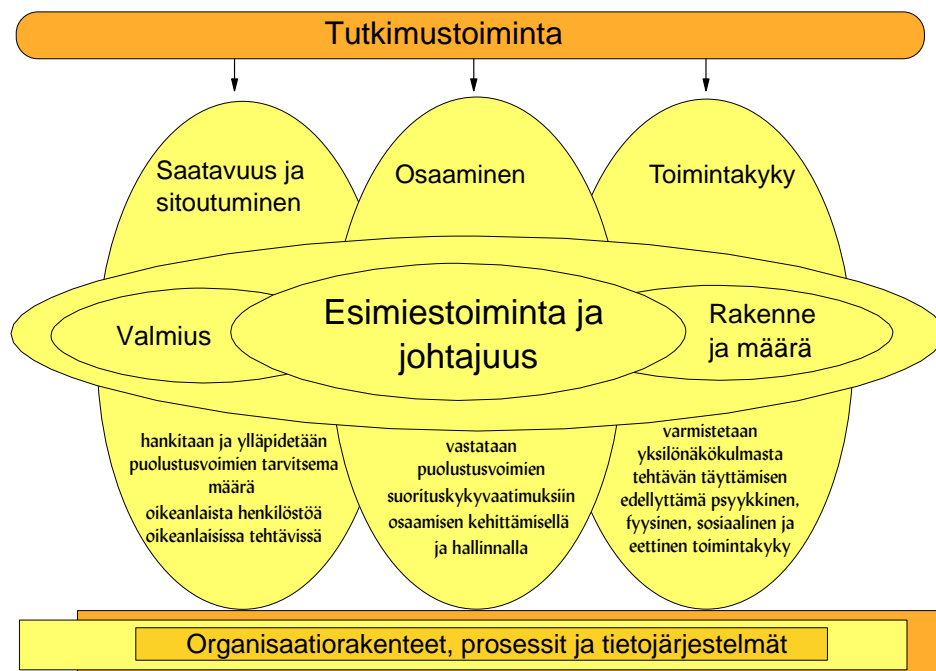 Tutkimustoiminta
Saatavuus ja
sitoutuminen
Osaaminen
Toimintakyky
Valmius
Esimiestoiminta ja
johtajuus
Rakenne
ja määrä
hankitaan ja ylläpidetään
puolustusvoimien tarvitsema
määrä
oikeanlaista henkilöstöä
oikeanlaisissa tehtävissä
vastataan
puolustusvoimien
suorituskykyvaatimuksiin
osaamisen kehittämisellä
ja hallinnalla
varmistetaan
yksilönäkökulmasta
tehtävän täyttämisen
edellyttämä psyykkinen,
fyysinen, sosiaalinen ja
eettinen toimintakyky
Organisaatiorakenteet, prosessit ja tietojärjestelmät